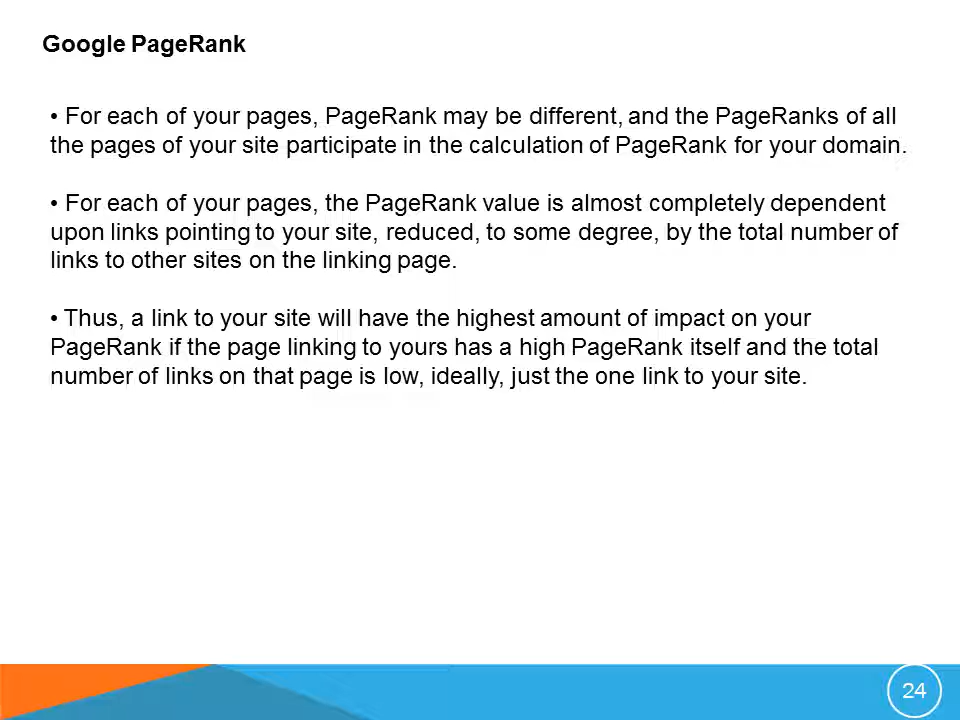 Google PageRank
• For each of your pages, PageRank may be different, and the PageRanks of all
the pages of your site participate in the calculation of PageRank for your domain.
• For each of your pages, the PageRank value is almost completely dependent
upon links pointing to your site, reduced, to some degree, by the total number of
links to other sites on the linking page.
• Thus, a link to your site will have the highest amount of impact on your
PageRank if the page linking to yours has a high PageRank itself and the total
number of links on that page is low, ideally, just the one link to your site.
24